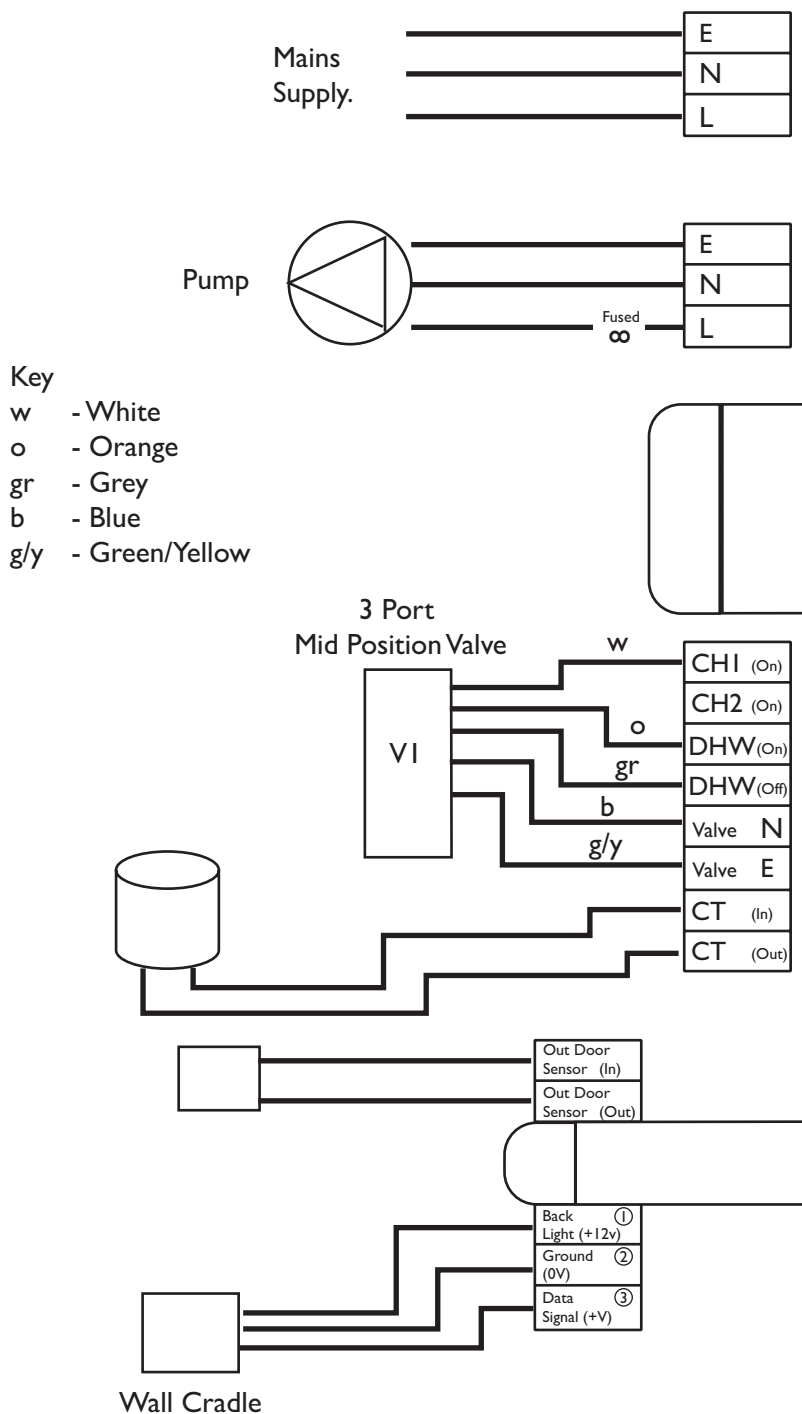 Mains
Supply.
E
N
L
Pump
Fused
E
N
L
Key
w - White
o - Orange
gr - Grey
b - Blue
g/y - Green/Yellow
3 Port
Mid Position Valve
V1
w
o
gr
b
g/y
CH1 (On)
CH2 (On)
DHW (On)
DHW (Off)
Valve N
Valve E
CT (In)
CT (Out)
Out Door
Sensor (In)
Out Door
Sensor (Out)
Back ①
Light (+12v)
Ground ②
(0V)
Data ③
Signal (+V)
Wall Cradle